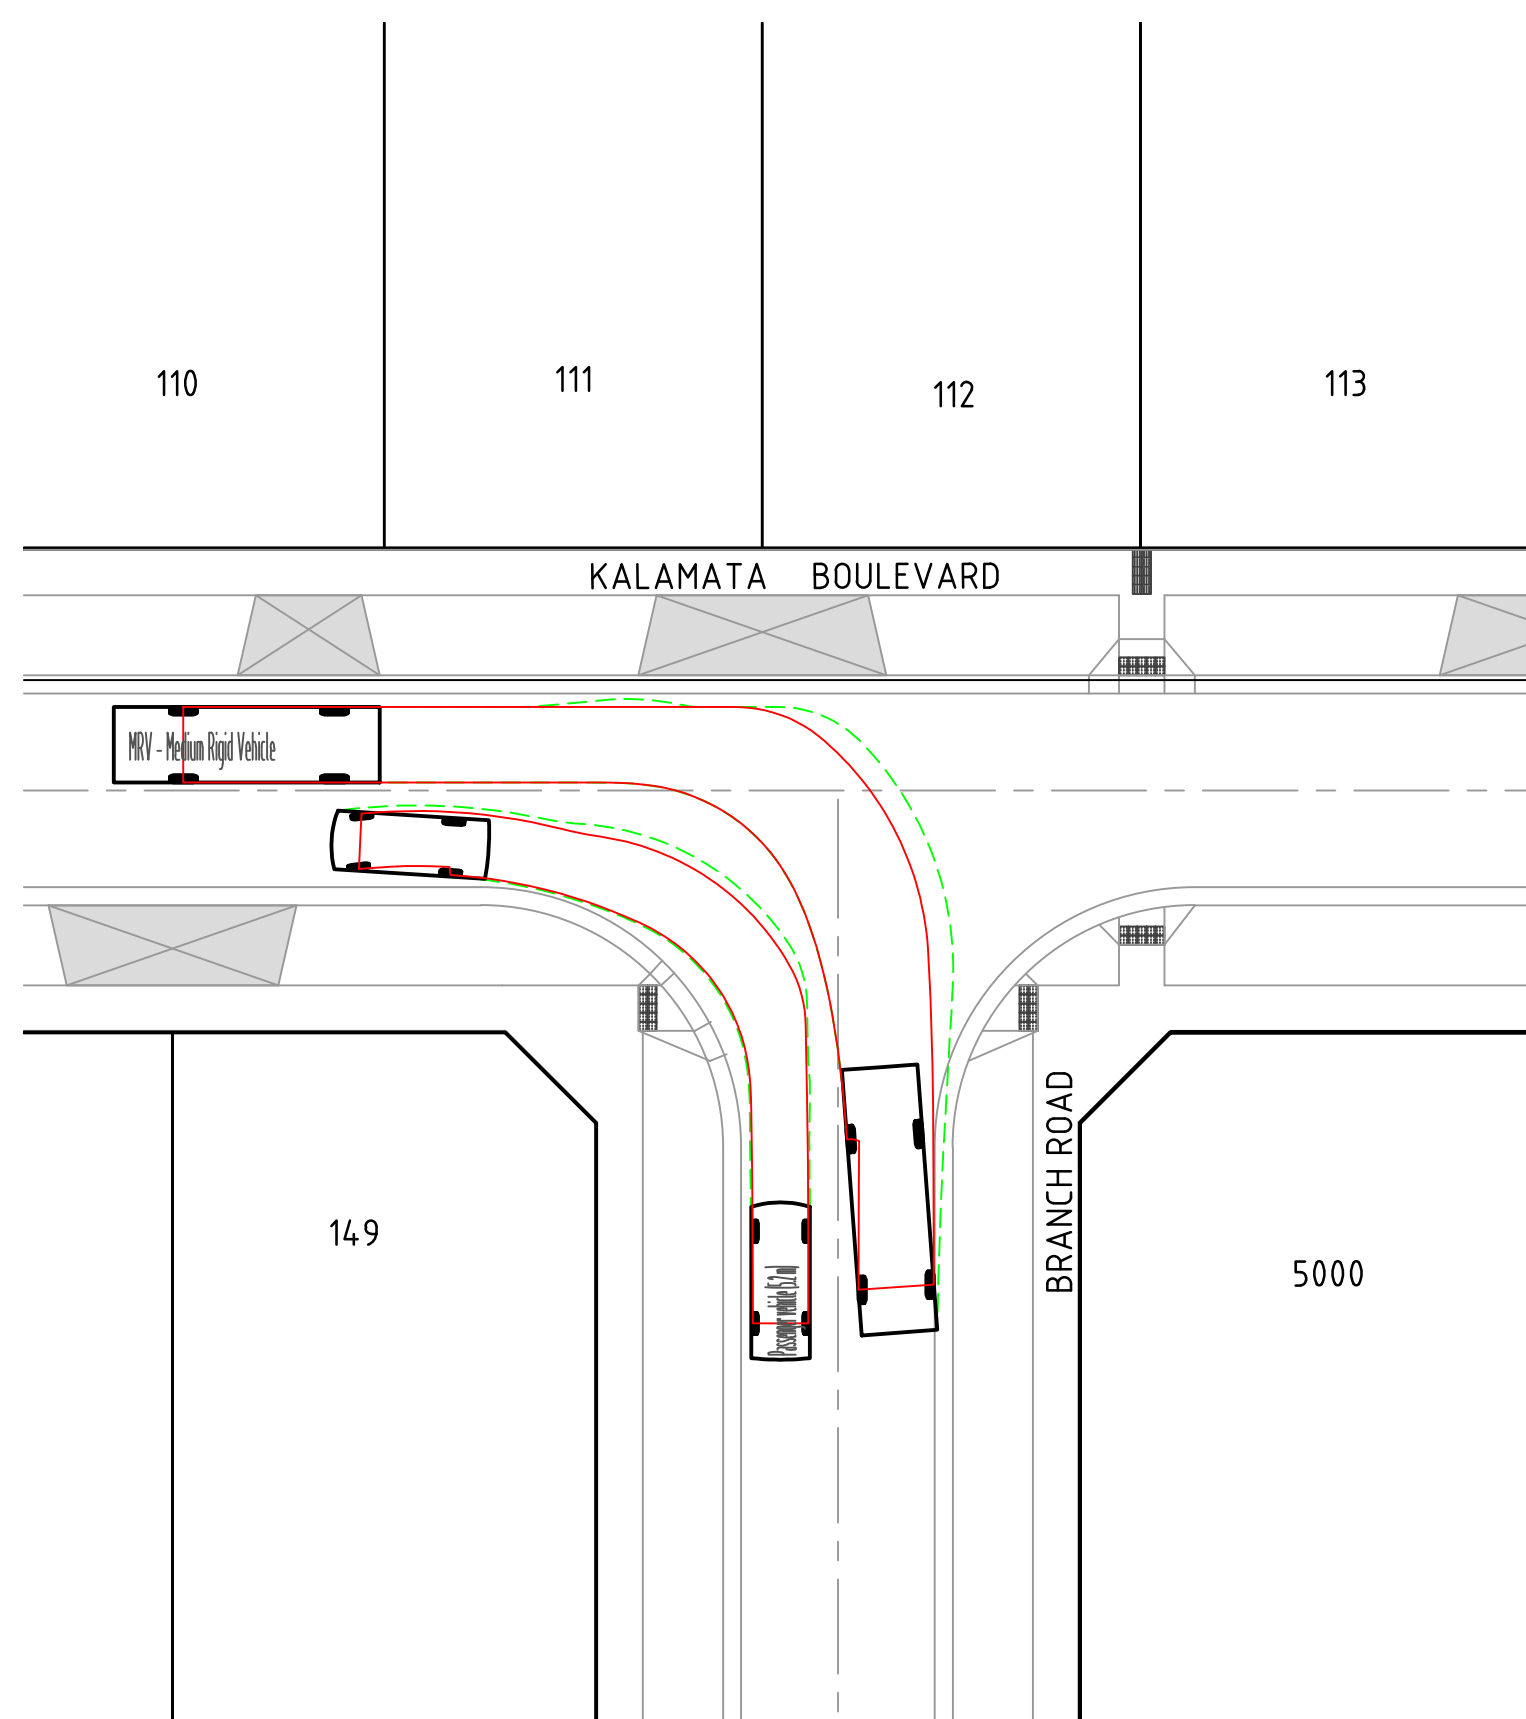 110
111
112
113
KALAMATA BOULEVARD
MRV - Medium Rigid Vehicle
BRANCH ROAD
149
5000
Passenger vehicle (5.2 m)